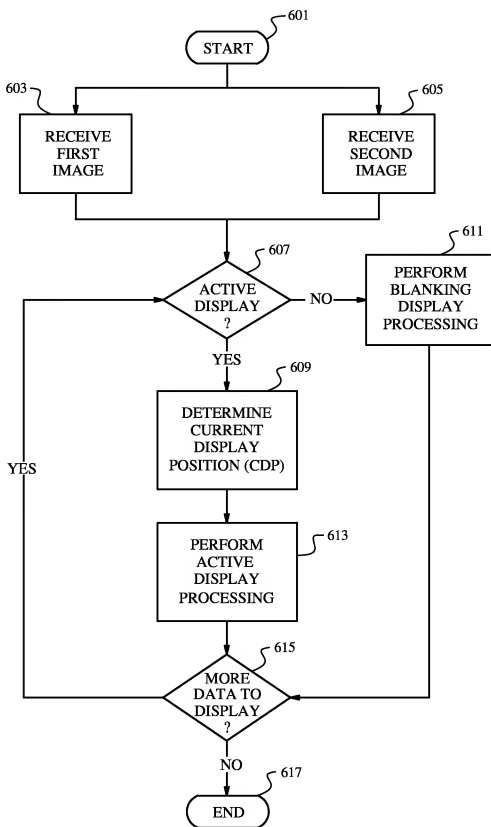 601
START
603
605
RECEIVE
FIRST
IMAGE
RECEIVE
SECOND
IMAGE
607
611
ACTIVE
DISPLAY
?
NO
PERFORM
BLANKING
DISPLAY
PROCESSING
YES
609
DETERMINE
CURRENT
DISPLAY
POSITION (CDP)
YES
613
PERFORM
ACTIVE
DISPLAY
PROCESSING
615
MORE
DATA TO
DISPLAY
?
NO
617
END